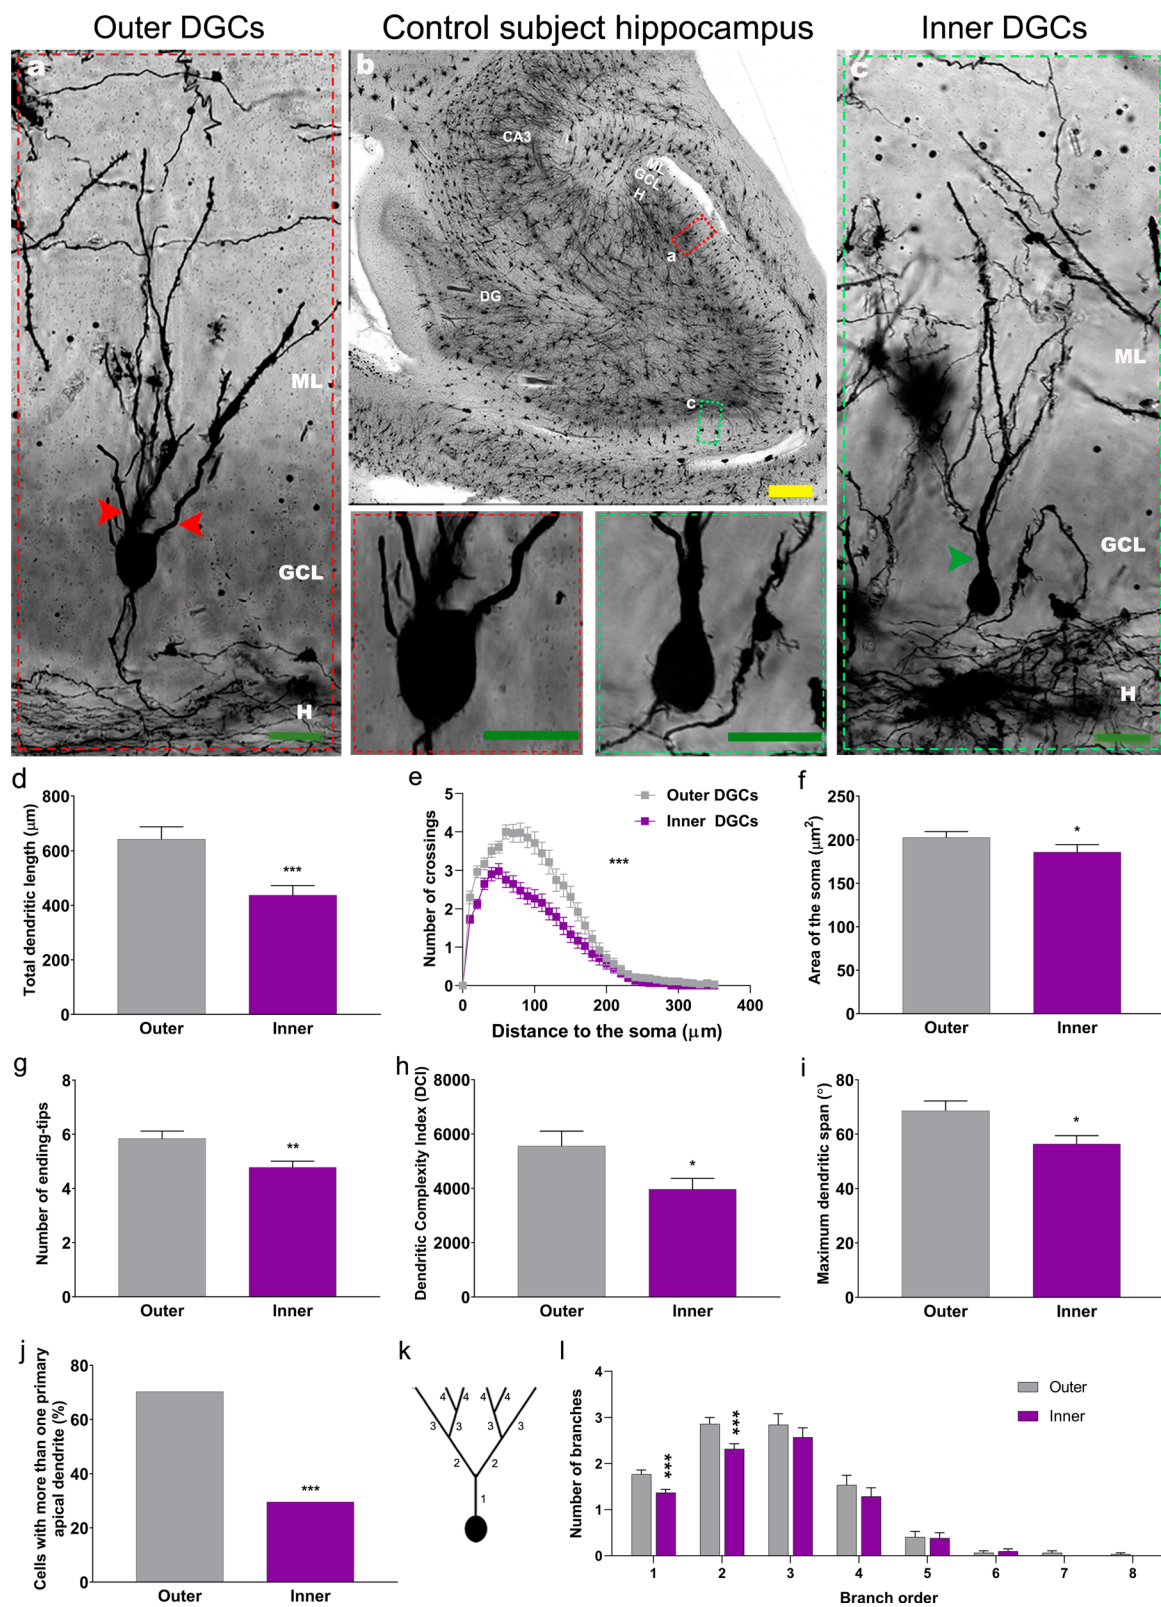 Outer DGCs
Control subject hippocampus
Inner DGCs
a
ML
GCL
H
b
CA3
ML
GCL
H
a
DG
c
c
ML
GCL
H
d
Total dendritic length (μm)
800
600
400
200
0
***
Outer
Inner
e
Number of crossings
5
4
3
2
1
0
Outer DGCs
Inner DGCs
***
0
100
200
300
400
Distance to the soma (μm)
f
Area of the soma (μm²)
250
200
150
100
50
0
*
Outer
Inner
g
Number of ending-tips
8
6
4
2
0
**
Outer
Inner
h
Dendritic Complexity Index (DCI)
8000
6000
4000
2000
0
*
Outer
Inner
i
Maximum dendritic span (°)
80
60
40
20
0
*
Outer
Inner
j
Cells with more than one primary
apical dendrite (%)
80
60
40
20
0
***
Outer
Inner
k
4 4 4 4
3 3 3 3
2 2
1
l
Number of branches
4
3
2
1
0
Outer
Inner
***
***
1 2 3 4 5 6 7 8
Branch order